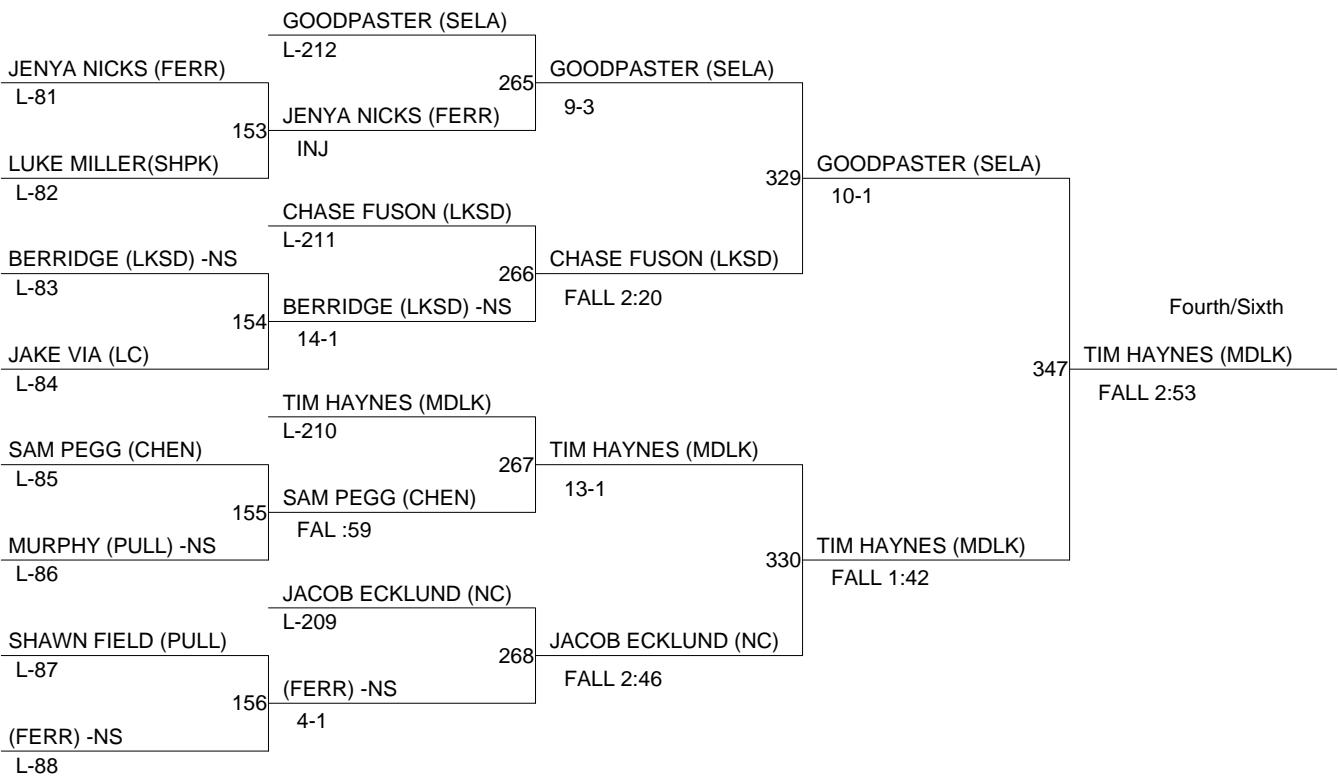 GOODPASTER (SELA)
L-212
JENYA NICKS (FERR)
L-81
265
GOODPASTER (SELA)
9-3
153
JENYA NICKS (FERR)
INJ
LUKE MILLER(SHPK)
L-82
329
GOODPASTER (SELA)
10-1
CHASE FUSON (LKSD)
L-211
BERRIDGE (LKSD) -NS
L-83
266
CHASE FUSON (LKSD)
FALL 2:20
154
BERRIDGE (LKSD) -NS
14-1
Fourth/Sixth
JAKE VIA (LC)
L-84
347
TIM HAYNES (MDLK)
FALL 2:53
TIM HAYNES (MDLK)
L-210
SAM PEGG (CHEN)
L-85
267
TIM HAYNES (MDLK)
13-1
155
SAM PEGG (CHEN)
FAL :59
MURPHY (PULL) -NS
L-86
330
TIM HAYNES (MDLK)
FALL 1:42
JACOB ECKLUND (NC)
L-209
SHAWN FIELD (PULL)
L-87
268
JACOB ECKLUND (NC)
FALL 2:46
156
(FERR) -NS
4-1
(FERR) -NS
L-88